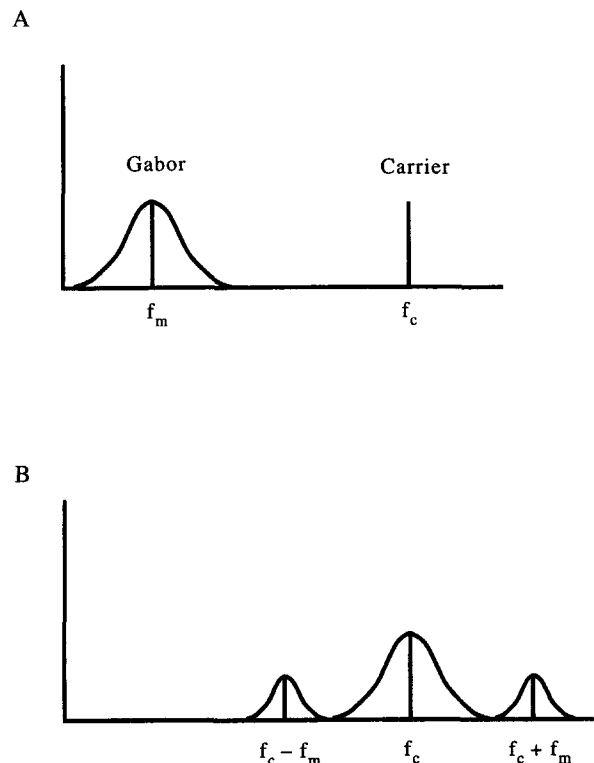 A
Gabor Carrier
f_m f_c
B
f_c – f_m f_c f_c + f_m